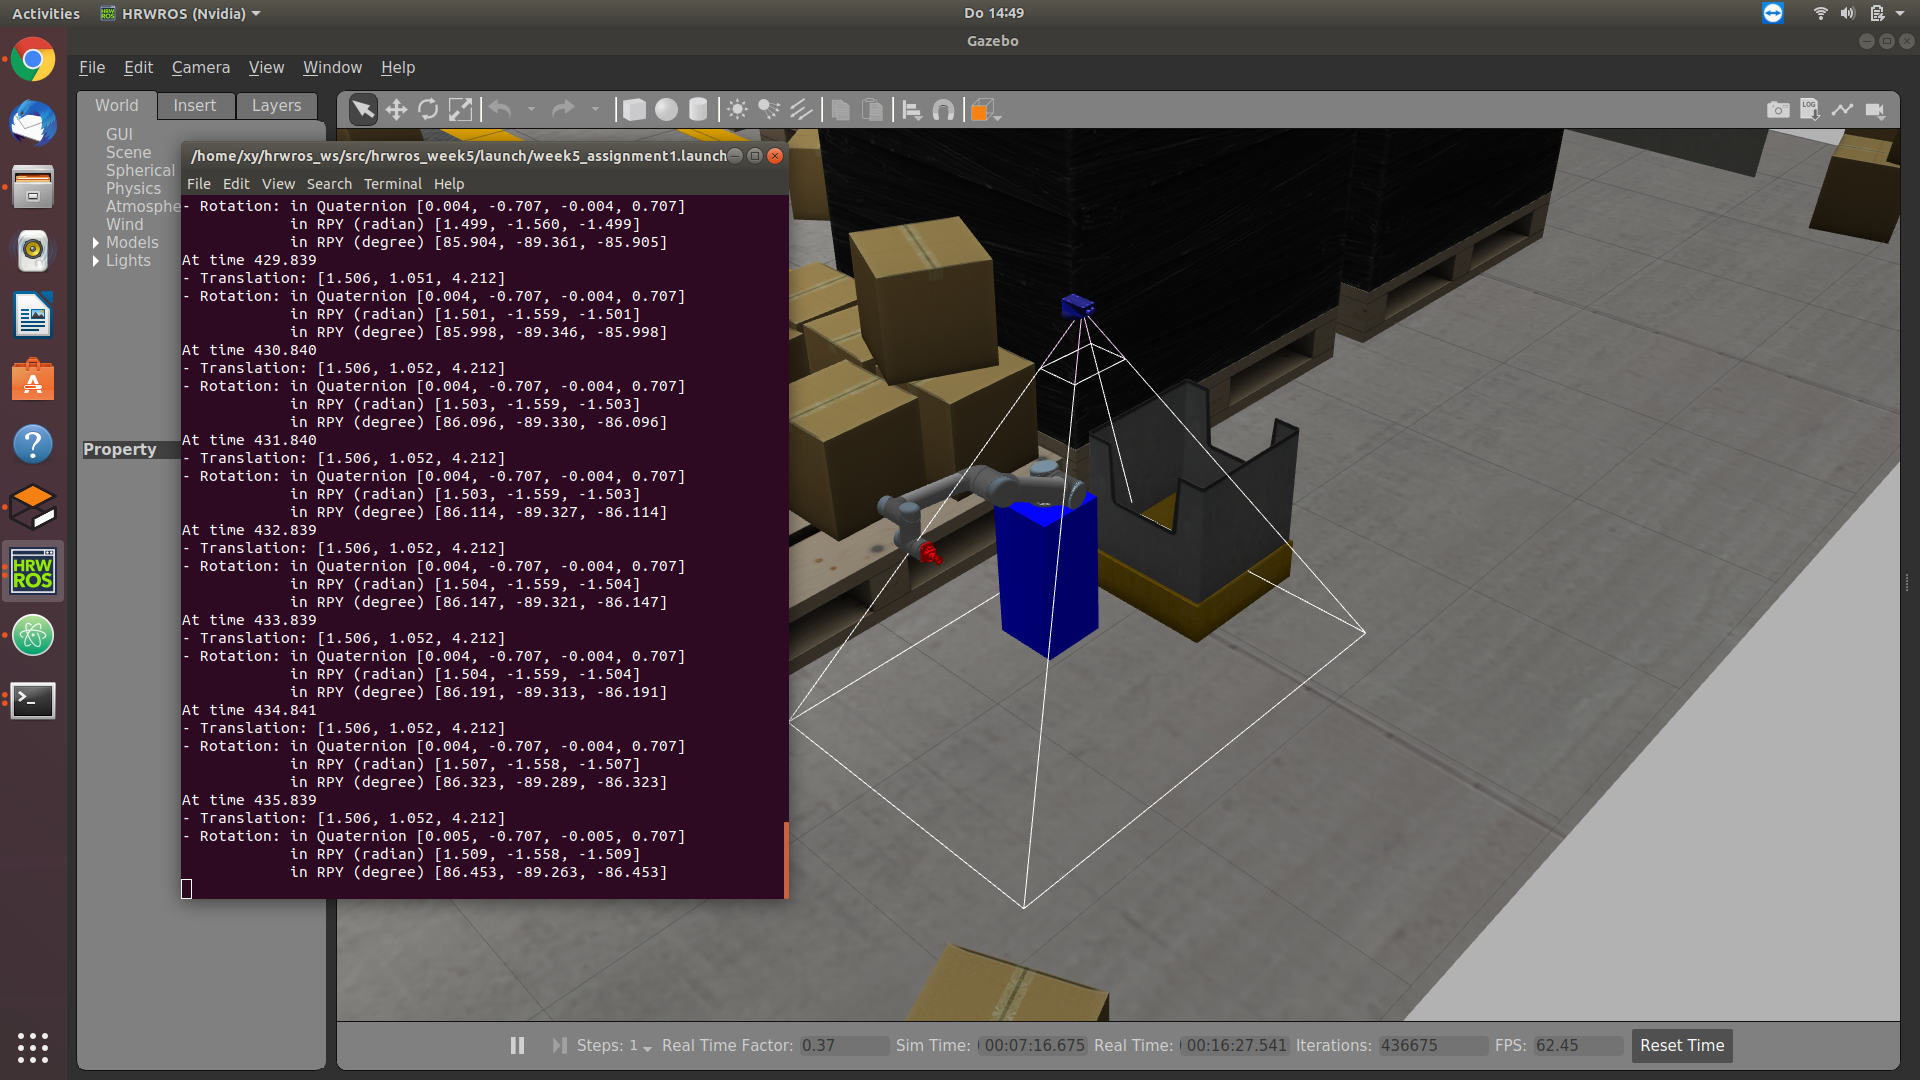 Activities HRWROS (Nvidia) Do 14:49
Gazebo
File Edit Camera View Window Help
World Insert Layers
GUI
Scene
Spherical
Physics
Atmosphe
Wind
Models
Lights
Property
/home/xy/hrwros_ws/src/hrwros_week5/launch/week5_assignment1.launch
File Edit View Search Terminal Help
- Rotation: in Quaternion [0.004, -0.707, -0.004, 0.707]
in RPY (radian) [1.499, -1.560, -1.499]
in RPY (degree) [85.904, -89.361, -85.905]
At time 429.839
- Translation: [1.506, 1.051, 4.212]
- Rotation: in Quaternion [0.004, -0.707, -0.004, 0.707]
in RPY (radian) [1.501, -1.559, -1.501]
in RPY (degree) [85.998, -89.346, -85.998]
At time 430.840
- Translation: [1.506, 1.052, 4.212]
- Rotation: in Quaternion [0.004, -0.707, -0.004, 0.707]
in RPY (radian) [1.503, -1.559, -1.503]
in RPY (degree) [86.096, -89.330, -86.096]
At time 431.840
- Translation: [1.506, 1.052, 4.212]
- Rotation: in Quaternion [0.004, -0.707, -0.004, 0.707]
in RPY (radian) [1.503, -1.559, -1.503]
in RPY (degree) [86.114, -89.327, -86.114]
At time 432.839
- Translation: [1.506, 1.052, 4.212]
- Rotation: in Quaternion [0.004, -0.707, -0.004, 0.707]
in RPY (radian) [1.504, -1.559, -1.504]
in RPY (degree) [86.147, -89.321, -86.147]
At time 433.839
- Translation: [1.506, 1.052, 4.212]
- Rotation: in Quaternion [0.004, -0.707, -0.004, 0.707]
in RPY (radian) [1.504, -1.559, -1.504]
in RPY (degree) [86.191, -89.313, -86.191]
At time 434.841
- Translation: [1.506, 1.052, 4.212]
- Rotation: in Quaternion [0.004, -0.707, -0.004, 0.707]
in RPY (radian) [1.507, -1.558, -1.507]
in RPY (degree) [86.323, -89.289, -86.323]
At time 435.839
- Translation: [1.506, 1.052, 4.212]
- Rotation: in Quaternion [0.005, -0.707, -0.005, 0.707]
in RPY (radian) [1.509, -1.558, -1.509]
in RPY (degree) [86.453, -89.263, -86.453]
HRW
ROS
LOG
Steps: 1 Real Time Factor: 0.37 Sim Time: 00:07:16.675 Real Time: 00:16:27.541 Iterations: 436675 FPS: 62.45 Reset Time